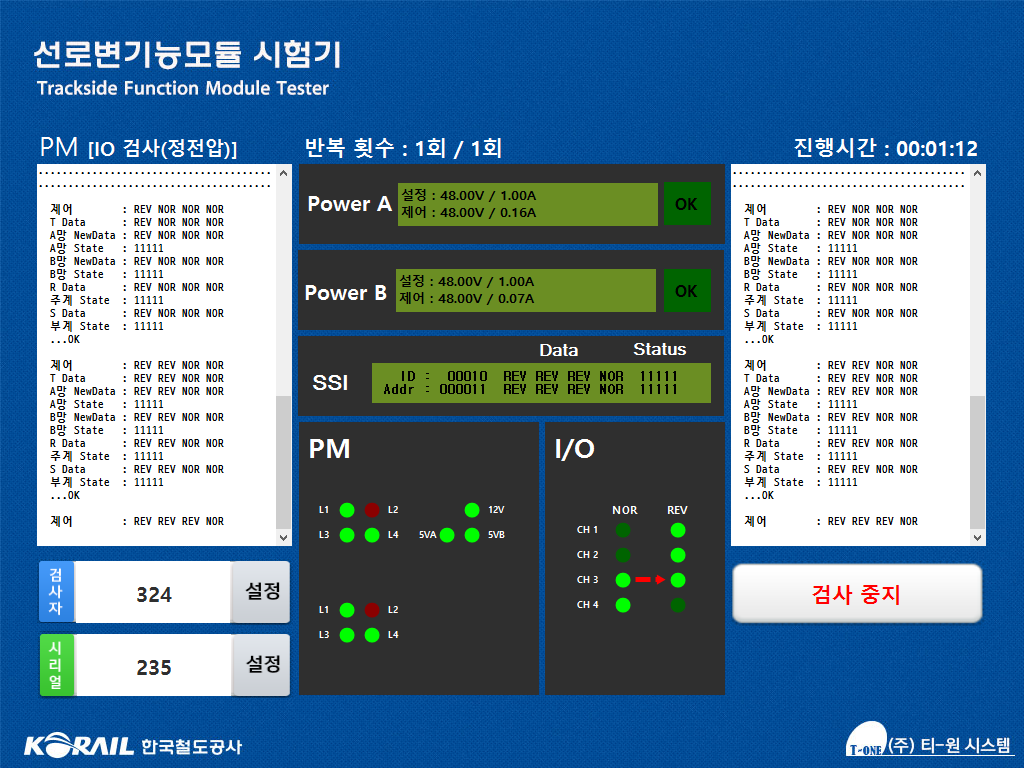 선로변기능모듈 시험기
Trackside Function Module Tester
PM [IO 검사(정전압)]
반복 횟수 : 1회 / 1회
진행시간 : 00:01:12
제어 : REV NOR NOR NOR
T Data : REV NOR NOR NOR
A망 NewData : REV NOR NOR NOR
A망 State : 11111
B망 NewData : REV NOR NOR NOR
B망 State : 11111
R Data : REV NOR NOR NOR
주계 State : 11111
S Data : REV NOR NOR NOR
부계 State : 11111
...OK
제어 : REV REV NOR NOR
T Data : REV REV NOR NOR
A망 NewData : REV REV NOR NOR
A망 State : 11111
B망 NewData : REV REV NOR NOR
B망 State : 11111
R Data : REV REV NOR NOR
주계 State : 11111
S Data : REV REV NOR NOR
부계 State : 11111
...OK
제어 : REV REV REV NOR
Power A
설정 : 48.00V / 1.00A
제어 : 48.00V / 0.16A
OK
Power B
설정 : 48.00V / 1.00A
제어 : 48.00V / 0.07A
OK
Data Status
SSI
ID : 00010 REV REV REV NOR 11111
Addr : 000011 REV REV REV NOR 11111
PM
L1 L2 12V
L3 L4 5VA 5VB
L1 L2
L3 L4
I/O
NOR REV
CH 1
CH 2
CH 3
CH 4
제어 : REV NOR NOR NOR
T Data : REV NOR NOR NOR
A망 NewData : REV NOR NOR NOR
A망 State : 11111
B망 NewData : REV NOR NOR NOR
B망 State : 11111
R Data : REV NOR NOR NOR
주계 State : 11111
S Data : REV NOR NOR NOR
부계 State : 11111
...OK
제어 : REV REV NOR NOR
T Data : REV REV NOR NOR
A망 NewData : REV REV NOR NOR
A망 State : 11111
B망 NewData : REV REV NOR NOR
B망 State : 11111
R Data : REV REV NOR NOR
주계 State : 11111
S Data : REV REV NOR NOR
부계 State : 11111
...OK
제어 : REV REV REV NOR
검사자 324 설정
시리얼 235 설정
검사 중지
KORAIL 한국철도공사
T-ONE (주) 티-원 시스템